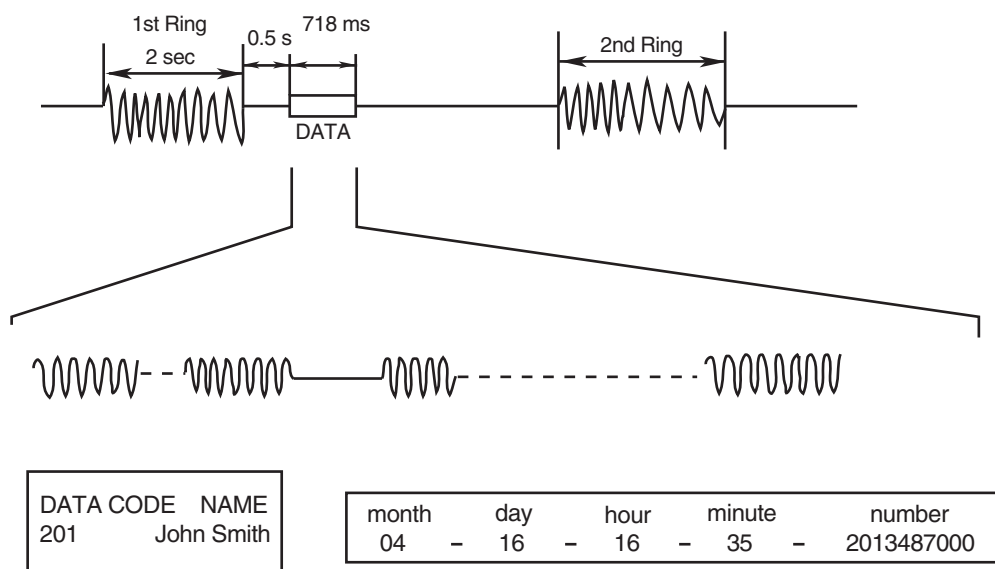 1st Ring
2 sec
0.5 s
718 ms
2nd Ring
DATA
DATA CODE NAME
201 John Smith
month day hour minute number
04 – 16 – 16 – 35 – 2013487000